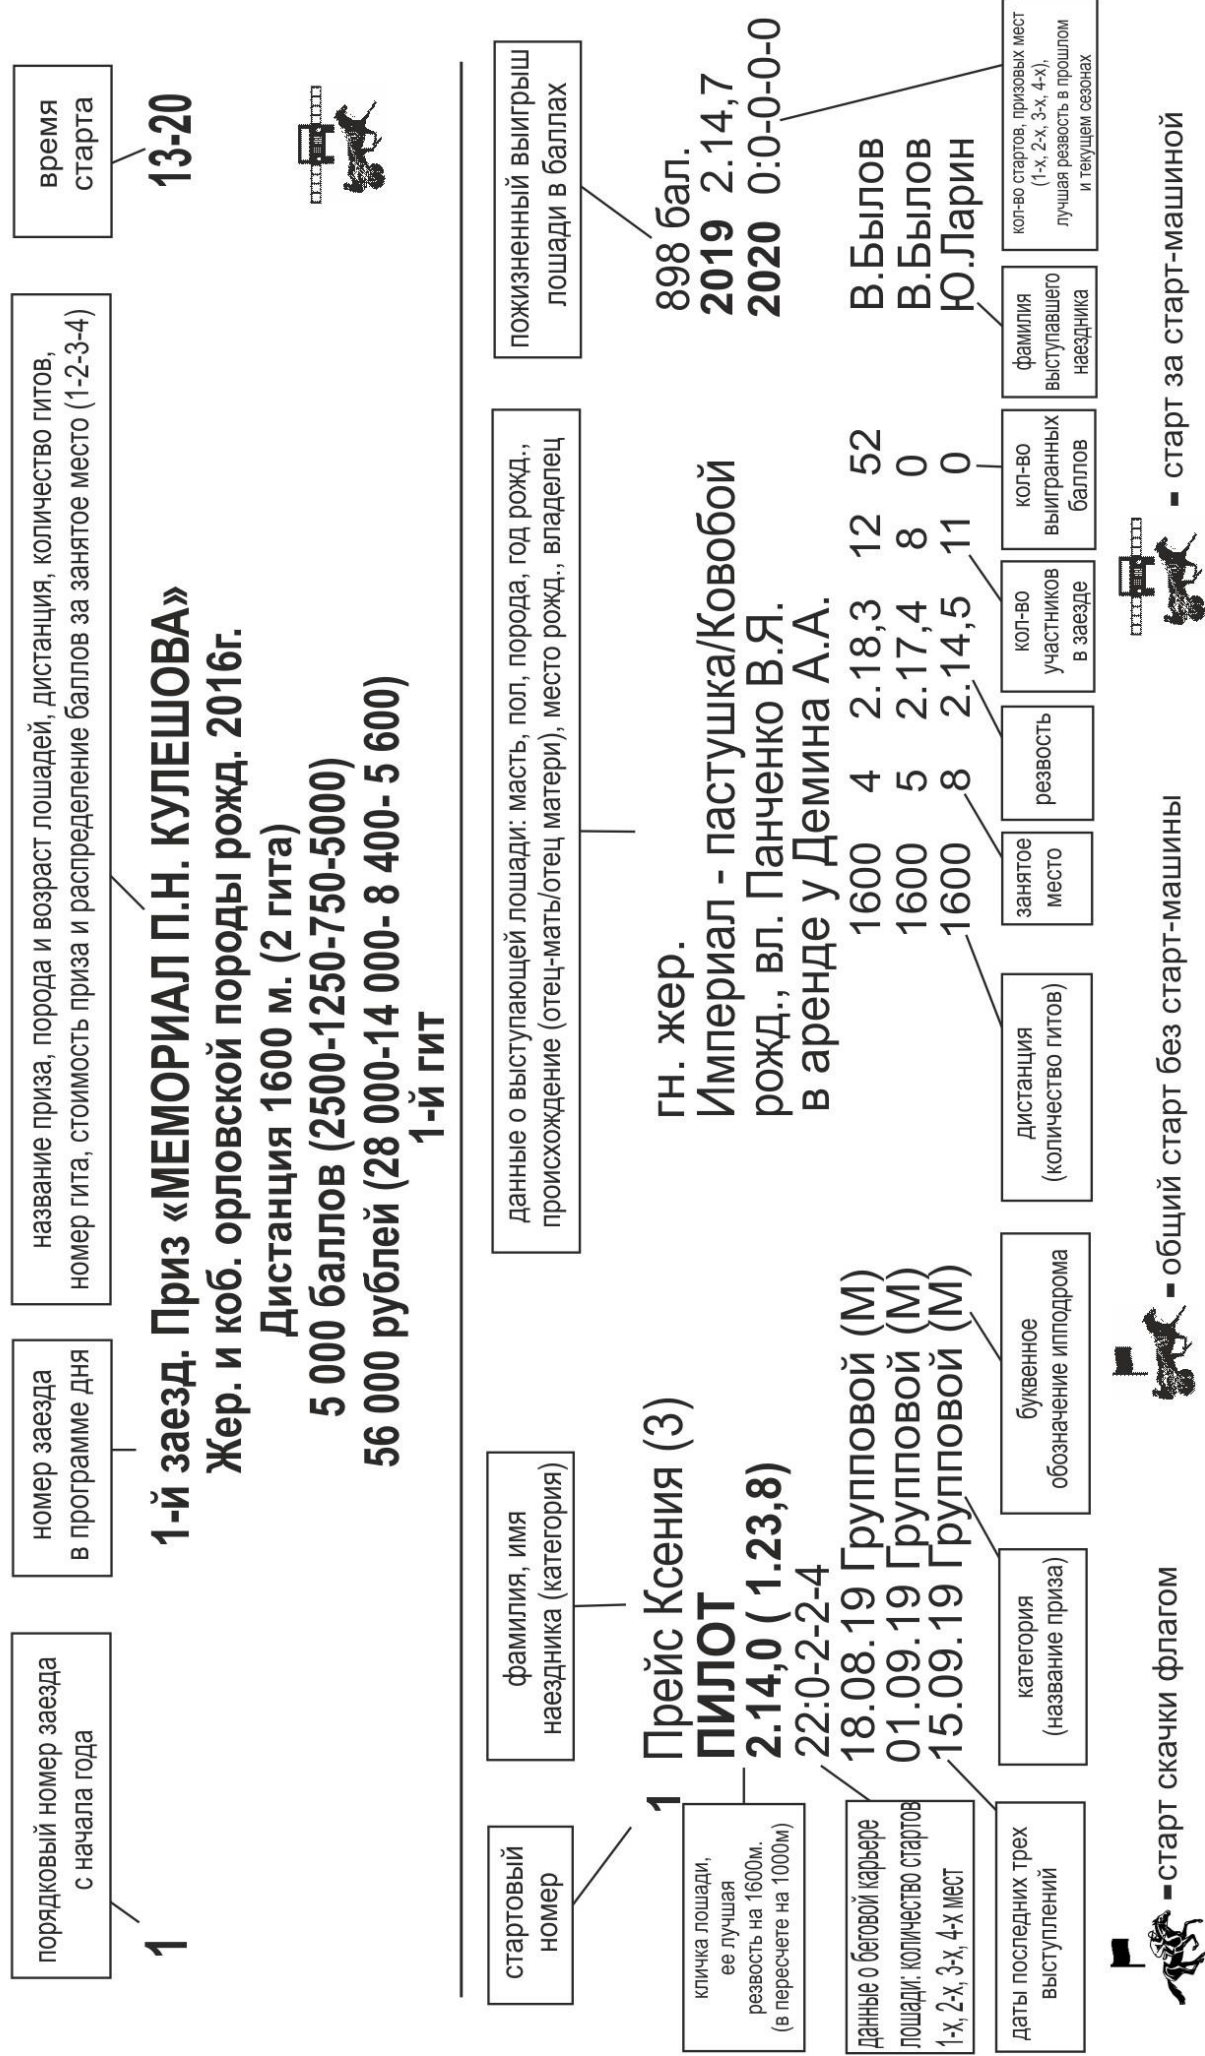 порядковый номер заезда
с начала года
номер заезда
в программе дня
название приза, порода и возраст лошадей, дистанция, количество гитов,
номер гита, стоимость приза и распределение баллов за занятое место (1-2-3-4)
время
старта
1
1-й заезд. Приз «МЕМОРИАЛ П.Н. КУЛЕШОВА»
13-20
Жер. и коб. орловской породы рожд. 2016г.
Дистанция 1600 м. (2 гита)
5 000 баллов (2500-1250-750-5000)
56 000 рублей (28 000-14 000- 8 400- 5 600)
1-й гит
стартовый
номер
фамилия, имя
наездника (категория)
данные о выступающей лошади: масть, пол, порода, год рожд.,
происхождение (отец-мать/отец матери), место рожд., владелец
пожизненный выигрыш
лошади в баллах
1 Прейс Ксения (3)
гн. жер.
898 бал.
ПИЛОТ
Империал - пастушка/Ковобой
2019 2.14,7
2.14,0 ( 1.23,8)
рожд., вл. Панченко В.Я.
2020 0:0-0-0-0
22:0-2-2-4
в аренде у Демина А.А.
18.08.19 Групповой (М) 1600 4 2.18,3 12 52 В.Былов
01.09.19 Групповой (М) 1600 5 2.17,4 8 0 В.Былов
15.09.19 Групповой (М) 1600 8 2.14,5 11 0 Ю.Ларин
кличка лошади,
ее лучшая
резвость на 1600м.
(в пересчете на 1000м)
данные о беговой карьере
лошади: количество стартов
1-х, 2-х, 3-х, 4-х мест
даты последних трех
выступлений
категория
(название приза)
буквенное
обозначение ипподрома
дистанция
(количество гитов)
занятое
место
резвость
кол-во
участников
в заезде
кол-во
выигранных
баллов
фамилия
выступавшего
наездника
кол-во стартов, призовых мест
(1-х, 2-х, 3-х, 4-х),
лучшая резвость в прошлом
и текущем сезонах
-старт скачки флагом
- общий старт без старт-машины
- старт за старт-машиной